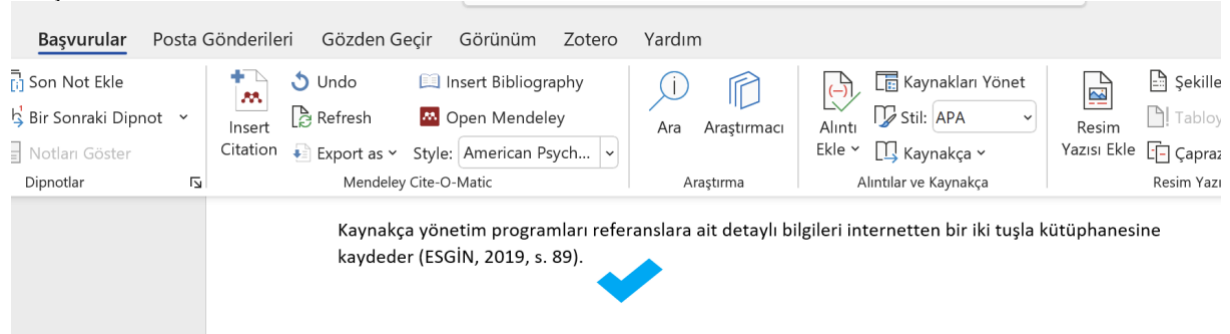 Başvurular Posta Gönderileri Gözden Geçir Görünüm Zotero Yardım
Son Not Ekle
Bir Sonraki Dipnot
Notları Göster
Dipnotlar
Insert Citation
Undo
Refresh
Export as
Insert Bibliography
Open Mendeley
Style: American Psych...
Mendeley Cite-O-Matic
Ara
Araştırmacı
Araştırma
Alıntı Ekle
Kaynakları Yönet
Stil: APA
Kaynakça
Alıntılar ve Kaynakça
Resim Yazısı Ekle
Şekille
Tabloy
Çapraz
Resim Yazı
Kaynakça yönetim programları referanslara ait detaylı bilgileri internetten bir iki tuşla kütüphanesine
kaydeder (ESGİN, 2019, s. 89).